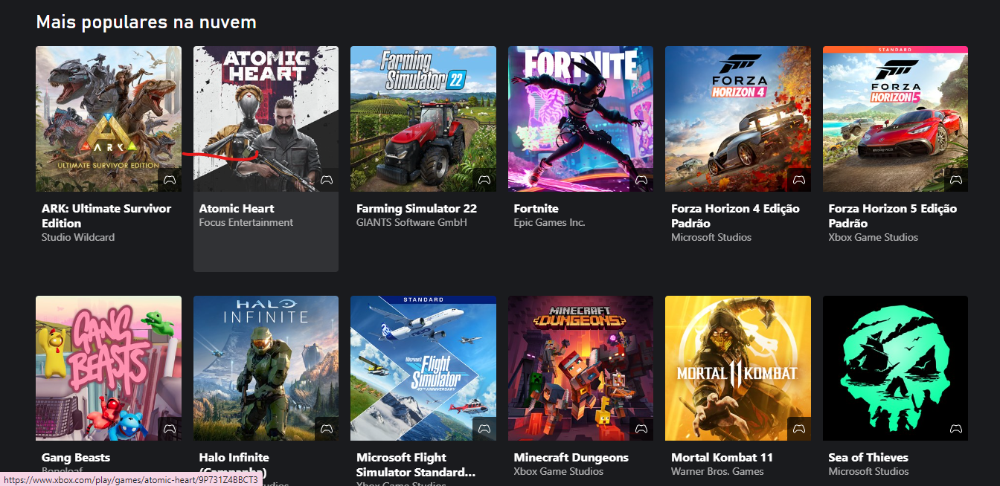 Mais populares na nuvem
ARK
ULTIMATE SURVIVOR EDITION
ATOMIC
HEART
Farming
Simulator 22
FORTNITE
FORZA
HORIZON 4
STANDARD
FORZA
HORIZON 5
ARK: Ultimate Survivor
Edition
Studio Wildcard
Atomic Heart
Focus Entertainment
Farming Simulator 22
GIANTS Software GmbH
Fortnite
Epic Games Inc.
Forza Horizon 4 Edição
Padrão
Microsoft Studios
Forza Horizon 5 Edição
Padrão
Xbox Game Studios
GANG
BEASTS
HALO
INFINITE
STANDARD
Microsoft
Flight
Simulator
40TH ANNIVERSARY
MINECRAFT
DUNGEONS
MORTAL 11 KOMBAT
Gang Beasts
Boneloaf
Halo Infinite
(Campanha)
Microsoft Flight
Simulator Standard...
Xbox Game Studios
Minecraft Dungeons
Xbox Game Studios
Mortal Kombat 11
Warner Bros. Games
Sea of Thieves
Microsoft Studios
https://www.xbox.com/play/games/atomic-heart/9P731Z4BBCT3